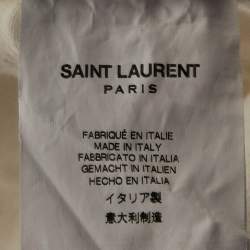 SAINT LAURENT
PARIS
FABRIQUÉ EN ITALIE
MADE IN ITALY
FABBRICATO IN ITALIA
GEMACHT IN ITALIEN
HECHO EN ITALIA
イタリア製
意大利制造